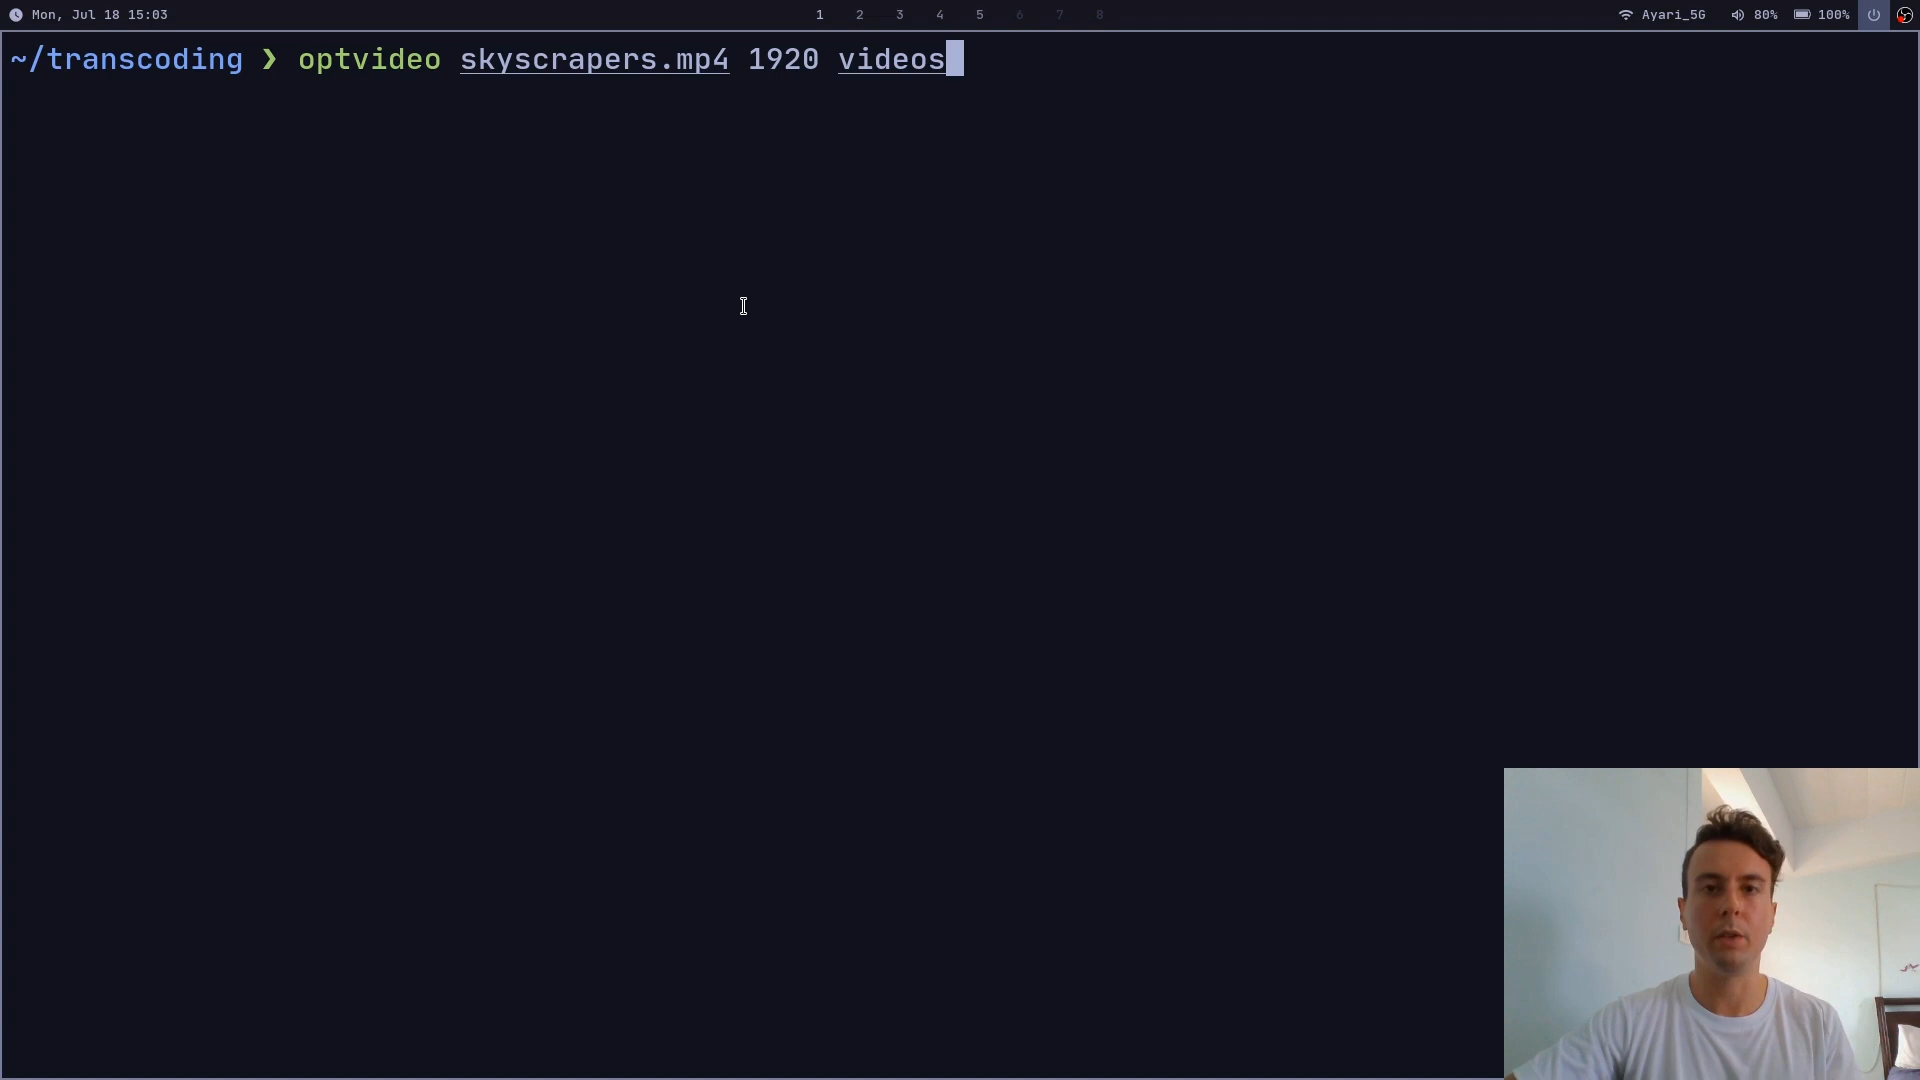 Mon, Jul 18 15:03 1 2 3 4 5 6 7 8 Ayari_5G 80% 100%
~/transcoding ❯ optvideo skyscrapers.mp4 1920 videos